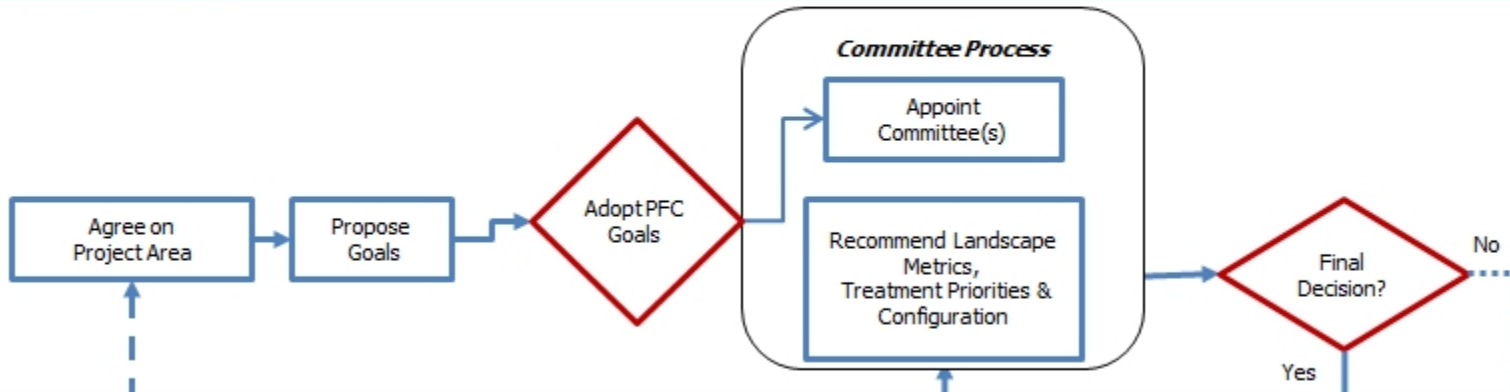 Committee Process
Appoint
Committee(s)
Agree on
Project Area
Propose
Goals
Adopt PFC
Goals
Recommend Landscape
Metrics,
Treatment Priorities &
Configuration
Final
Decision?
No
Yes